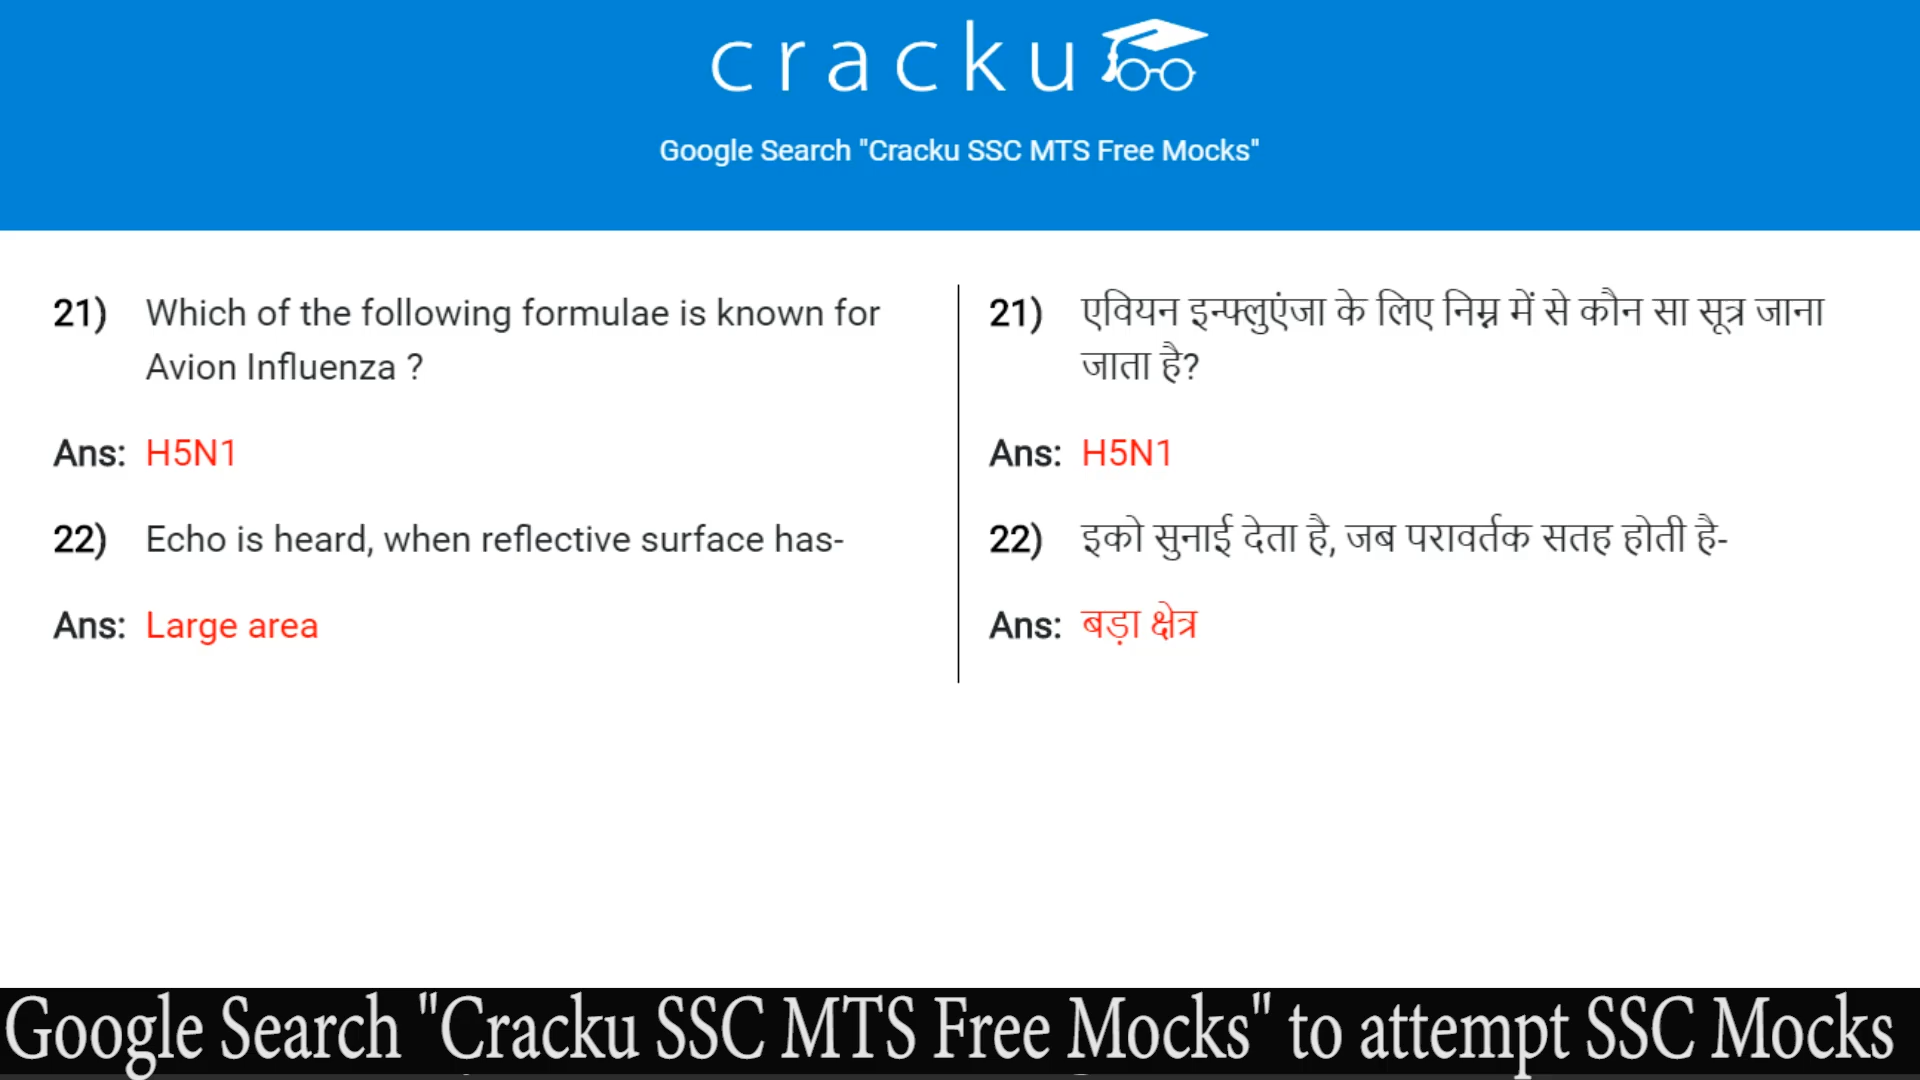 cracku
Google Search "Cracku SSC MTS Free Mocks"
21) Which of the following formulae is known for
Avion Influenza ?
Ans: H5N1
22) Echo is heard, when reflective surface has-
Ans: Large area
21) एवियन इन्फ्लुएंजा के लिए निम्न में से कौन सा सूत्र जाना
जाता है?
Ans: H5N1
22) इको सुनाई देता है, जब परावर्तक सतह होती है-
Ans: बड़ा क्षेत्र
Google Search "Cracku SSC MTS Free Mocks" to attempt SSC Mocks